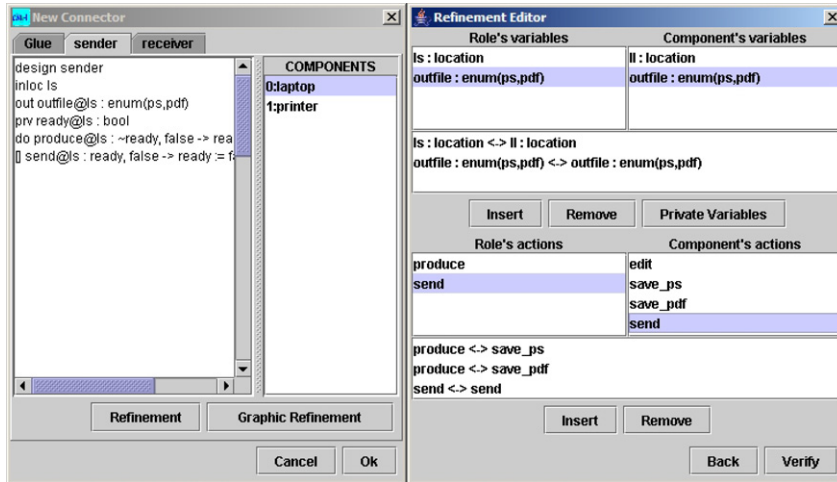 New Connector
Glue sender receiver
design sender
inloc ls
out outfile@ls : enum(ps,pdf)
prv ready@ls : bool
do produce@ls : ~ready, false -> rea
[] send@ls : ready, false -> ready := fa
COMPONENTS
0:laptop
1:printer
Refinement Graphic Refinement
Cancel Ok
Refinement Editor
Role's variables Component's variables
ls : location ll : location
outfile : enum(ps,pdf) outfile : enum(ps,pdf)
ls : location <-> ll : location
outfile : enum(ps,pdf) <-> outfile : enum(ps,pdf)
Insert Remove Private Variables
Role's actions Component's actions
produce edit
send save_ps
save_pdf
send
produce <-> save_ps
produce <-> save_pdf
send <-> send
Insert Remove
Back Verify